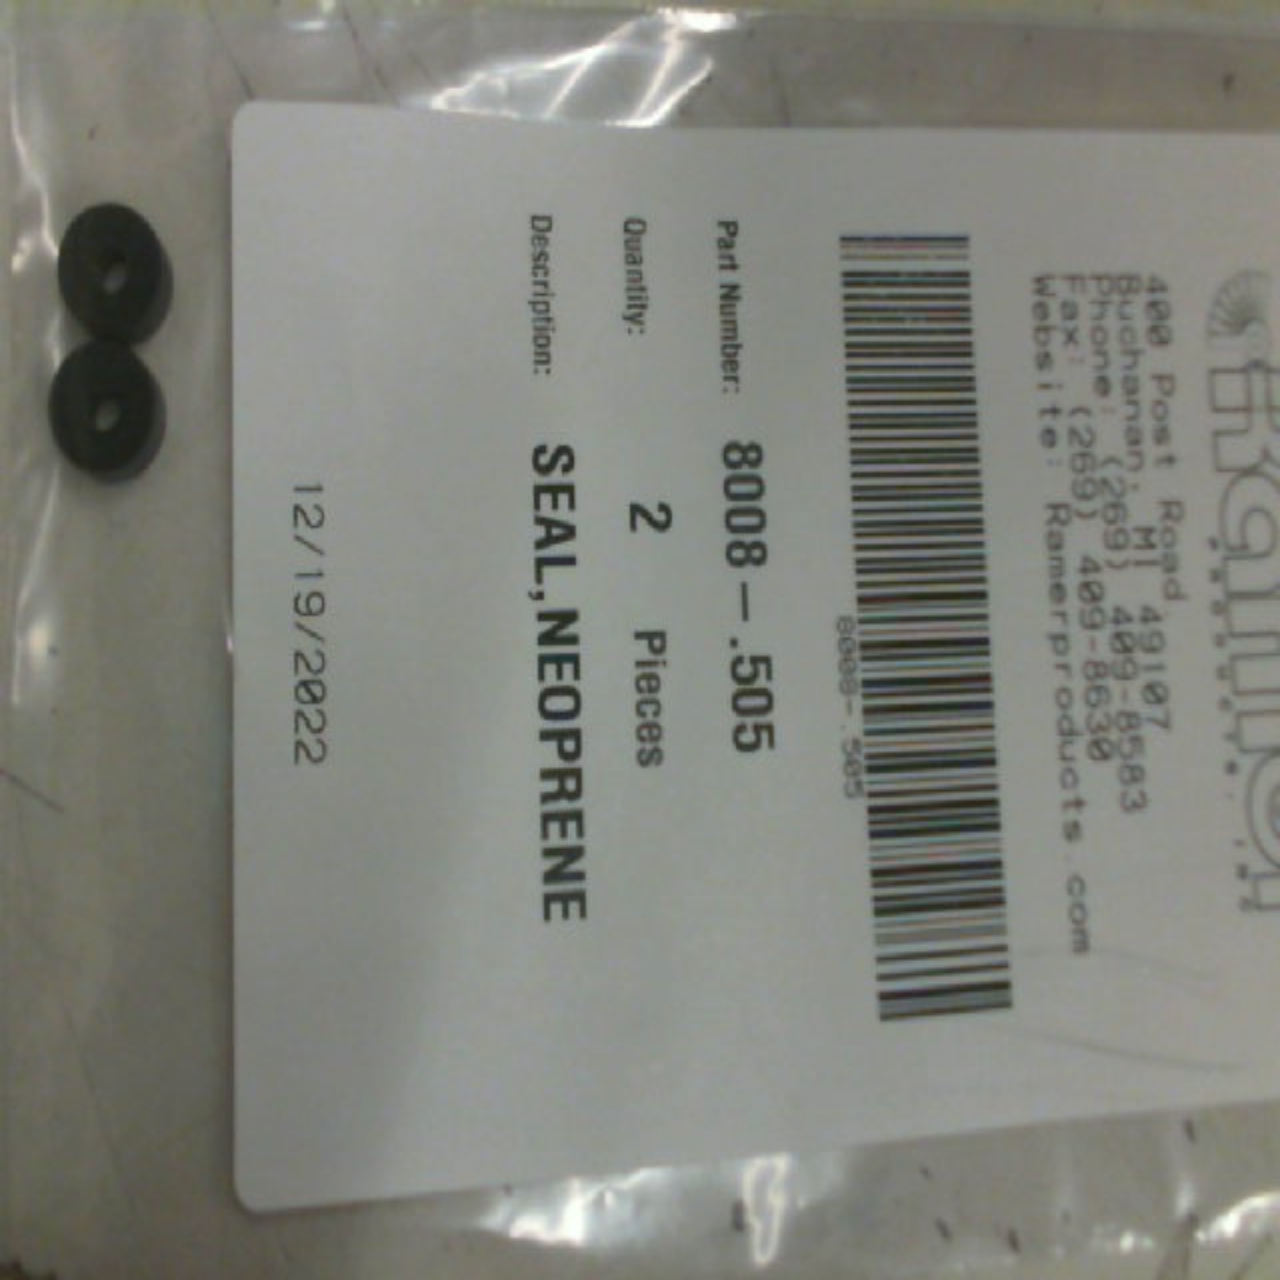 ramer
400 Post Road
Buchanan, MI 49107
Phone: (269) 409-8583
Fax: (269) 409-8630
Website: Ramerproducts.com
8008-.505
Part Number: 8008-.505
Quantity: 2 Pieces
Description: SEAL,NEOPRENE
12/19/2022